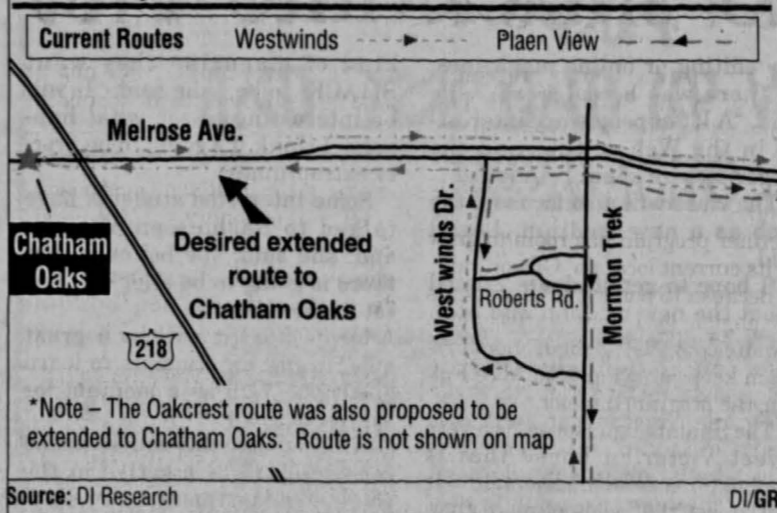 Current Routes Westwinds Plaen View
Melrose Ave.
Chatham
Oaks
Desired extended
route to
Chatham Oaks
Westwinds Dr.
Roberts Rd.
Mormon Trek
218
*Note – The Oakcrest route was also proposed to be
extended to Chatham Oaks. Route is not shown on map
Source: DI Research DI/GR